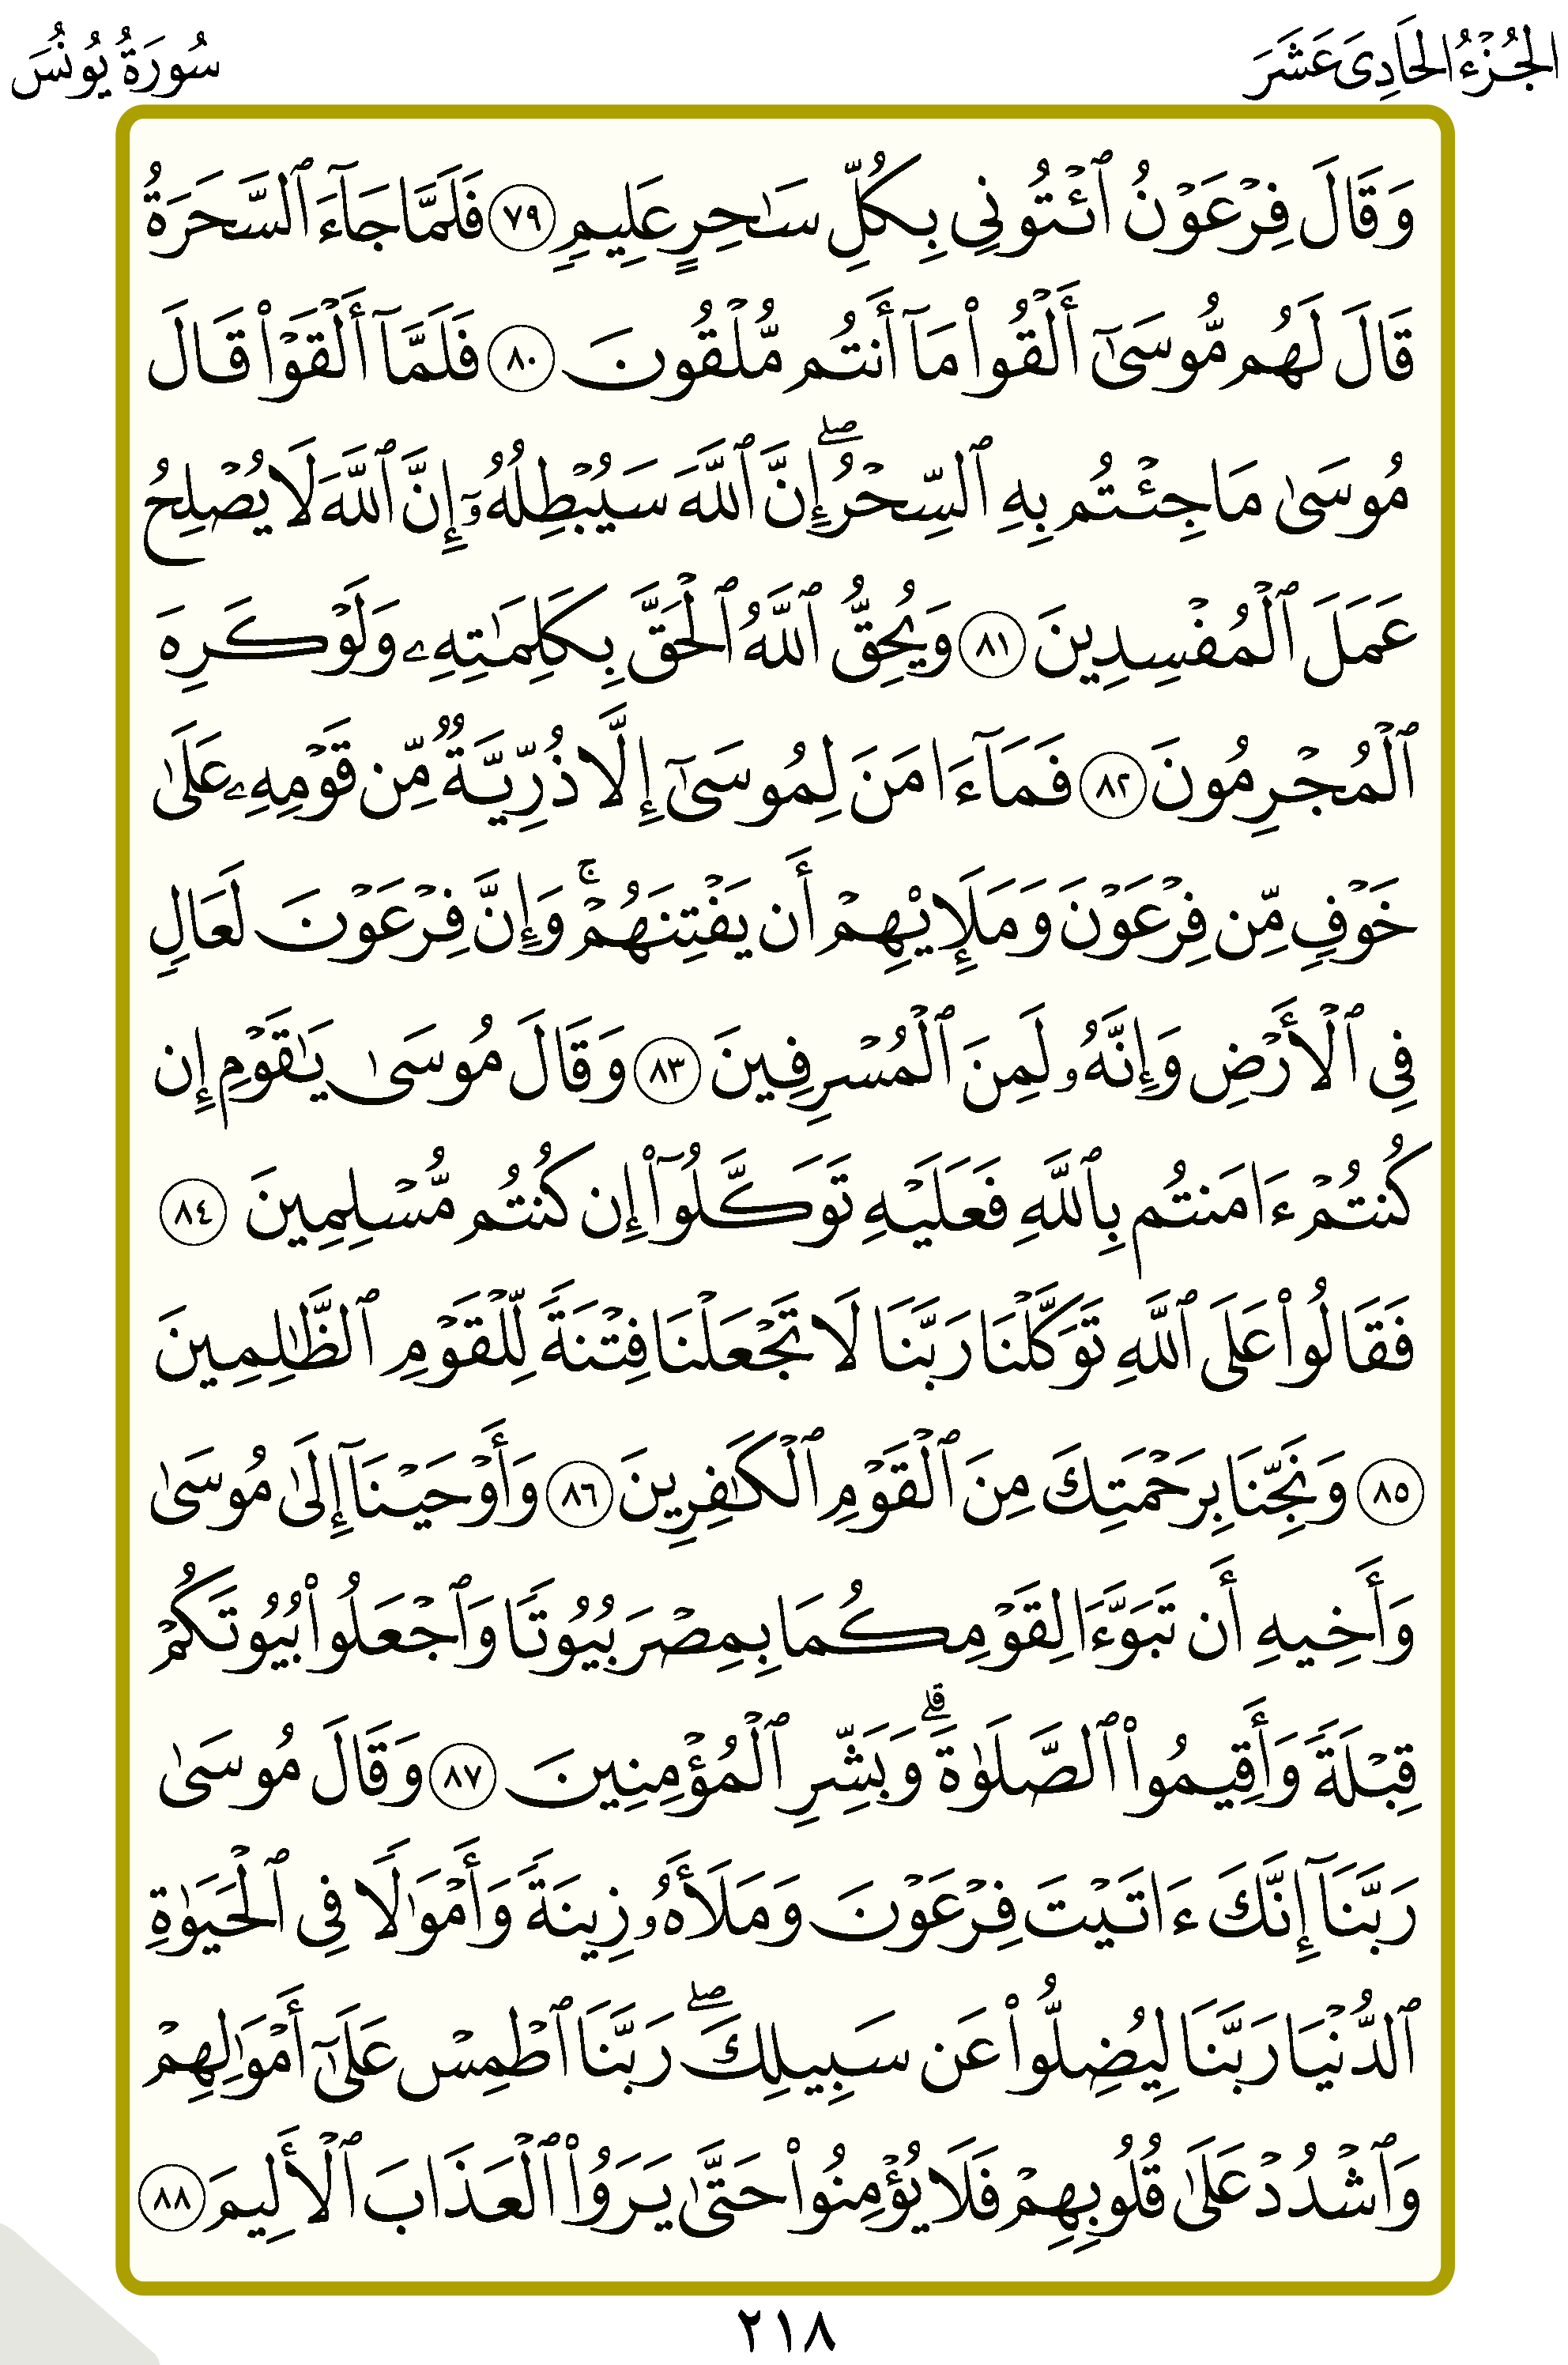 الجُزْءُ الحَادِىَ عَشَرَ
سُورَةُ يُونُسَ
وَقَالَ فِرْعَوْنُ ٱئْتُونِى بِكُلِّ سَـٰحِرٍ عَلِيمٍ ٧٩ فَلَمَّا جَآءَ ٱلسَّحَرَةُ
قَالَ لَهُم مُّوسَىٰٓ أَلْقُوا۟ مَآ أَنتُم مُّلْقُونَ ٨٠ فَلَمَّآ أَلْقَوْا۟ قَالَ
مُوسَىٰ مَا جِئْتُم بِهِ ٱلسِّحْرُ ۖ إِنَّ ٱللَّهَ سَيُبْطِلُهُۥٓ إِنَّ ٱللَّهَ لَا يُصْلِحُ
عَمَلَ ٱلْمُفْسِدِينَ ٨١ وَيُحِقُّ ٱللَّهُ ٱلْحَقَّ بِكَلِمَـٰتِهِۦ وَلَوْ كَرِهَ
ٱلْمُجْرِمُونَ ٨٢ فَمَآ ءَامَنَ لِمُوسَىٰٓ إِلَّا ذُرِّيَّةٌ مِّن قَوْمِهِۦ عَلَىٰ
خَوْفٍ مِّن فِرْعَوْنَ وَمَلَإِيْهِمْ أَن يَفْتِنَهُمْ ۚ وَإِنَّ فِرْعَوْنَ لَعَالٍ
فِى ٱلْأَرْضِ وَإِنَّهُۥ لَمِنَ ٱلْمُسْرِفِينَ ٨٣ وَقَالَ مُوسَىٰ يَـٰقَوْمِ إِن
كُنتُمْ ءَامَنتُم بِٱللَّهِ فَعَلَيْهِ تَوَكَّلُوٓا۟ إِن كُنتُم مُّسْلِمِينَ ٨٤
فَقَالُوا۟ عَلَى ٱللَّهِ تَوَكَّلْنَا رَبَّنَا لَا تَجْعَلْنَا فِتْنَةً لِّلْقَوْمِ ٱلظَّـٰلِمِينَ
٨٥ وَنَجِّنَا بِرَحْمَتِكَ مِنَ ٱلْقَوْمِ ٱلْكَـٰفِرِينَ ٨٦ وَأَوْحَيْنَآ إِلَىٰ مُوسَىٰ
وَأَخِيهِ أَن تَبَوَّءَا لِقَوْمِكُمَا بِمِصْرَ بُيُوتًا وَٱجْعَلُوا۟ بُيُوتَكُمْ
قِبْلَةً وَأَقِيمُوا۟ ٱلصَّلَوٰةَ ۗ وَبَشِّرِ ٱلْمُؤْمِنِينَ ٨٧ وَقَالَ مُوسَىٰ
رَبَّنَآ إِنَّكَ ءَاتَيْتَ فِرْعَوْنَ وَمَلَأَهُۥ زِينَةً وَأَمْوَٰلًا فِى ٱلْحَيَوٰةِ
ٱلدُّنْيَا رَبَّنَا لِيُضِلُّوا۟ عَن سَبِيلِكَ ۖ رَبَّنَا ٱطْمِسْ عَلَىٰٓ أَمْوَٰلِهِمْ
وَٱشْدُدْ عَلَىٰ قُلُوبِهِمْ فَلَا يُؤْمِنُوا۟ حَتَّىٰ يَرَوُا۟ ٱلْعَذَابَ ٱلْأَلِيمَ ٨٨
٢١٨